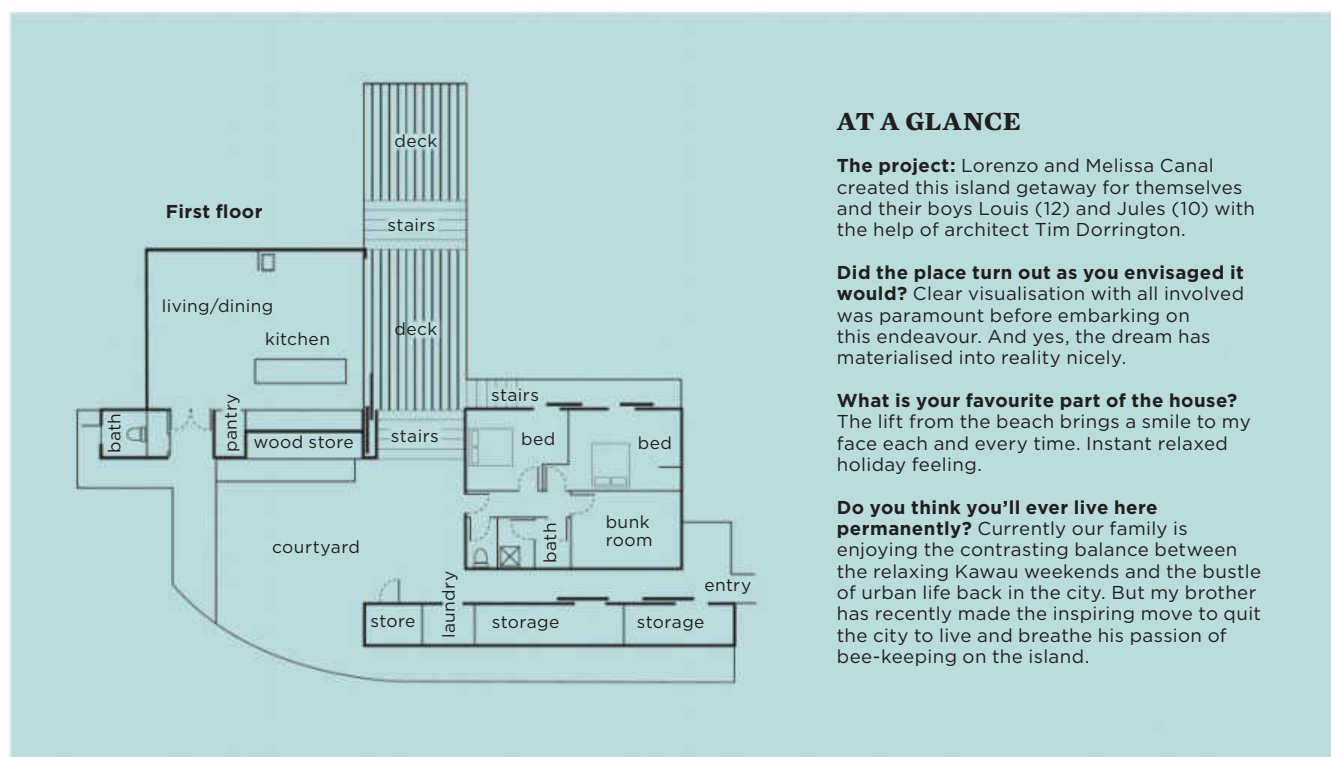 First floor
deck
stairs
living/dining
kitchen
deck
stairs
bath
pantry
wood store
stairs
bed
bed
bunk
room
bath
courtyard
laundry
entry
store
storage
storage
AT A GLANCE
The project: Lorenzo and Melissa Canal
created this island getaway for themselves
and their boys Louis (12) and Jules (10) with
the help of architect Tim Dorrington.
Did the place turn out as you envisaged it
would? Clear visualisation with all involved
was paramount before embarking on
this endeavour. And yes, the dream has
materialised into reality nicely.
What is your favourite part of the house?
The lift from the beach brings a smile to my
face each and every time. Instant relaxed
holiday feeling.
Do you think you’ll ever live here
permanently? Currently our family is
enjoying the contrasting balance between
the relaxing Kawau weekends and the bustle
of urban life back in the city. But my brother
has recently made the inspiring move to quit
the city to live and breathe his passion of
bee-keeping on the island.